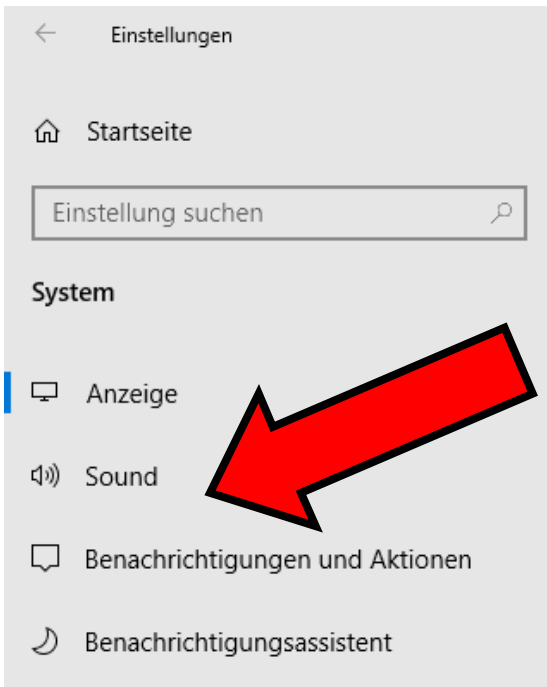 Einstellungen
Startseite
Einstellung suchen
System
Anzeige
Sound
Benachrichtigungen und Aktionen
Benachrichtigungsassistent